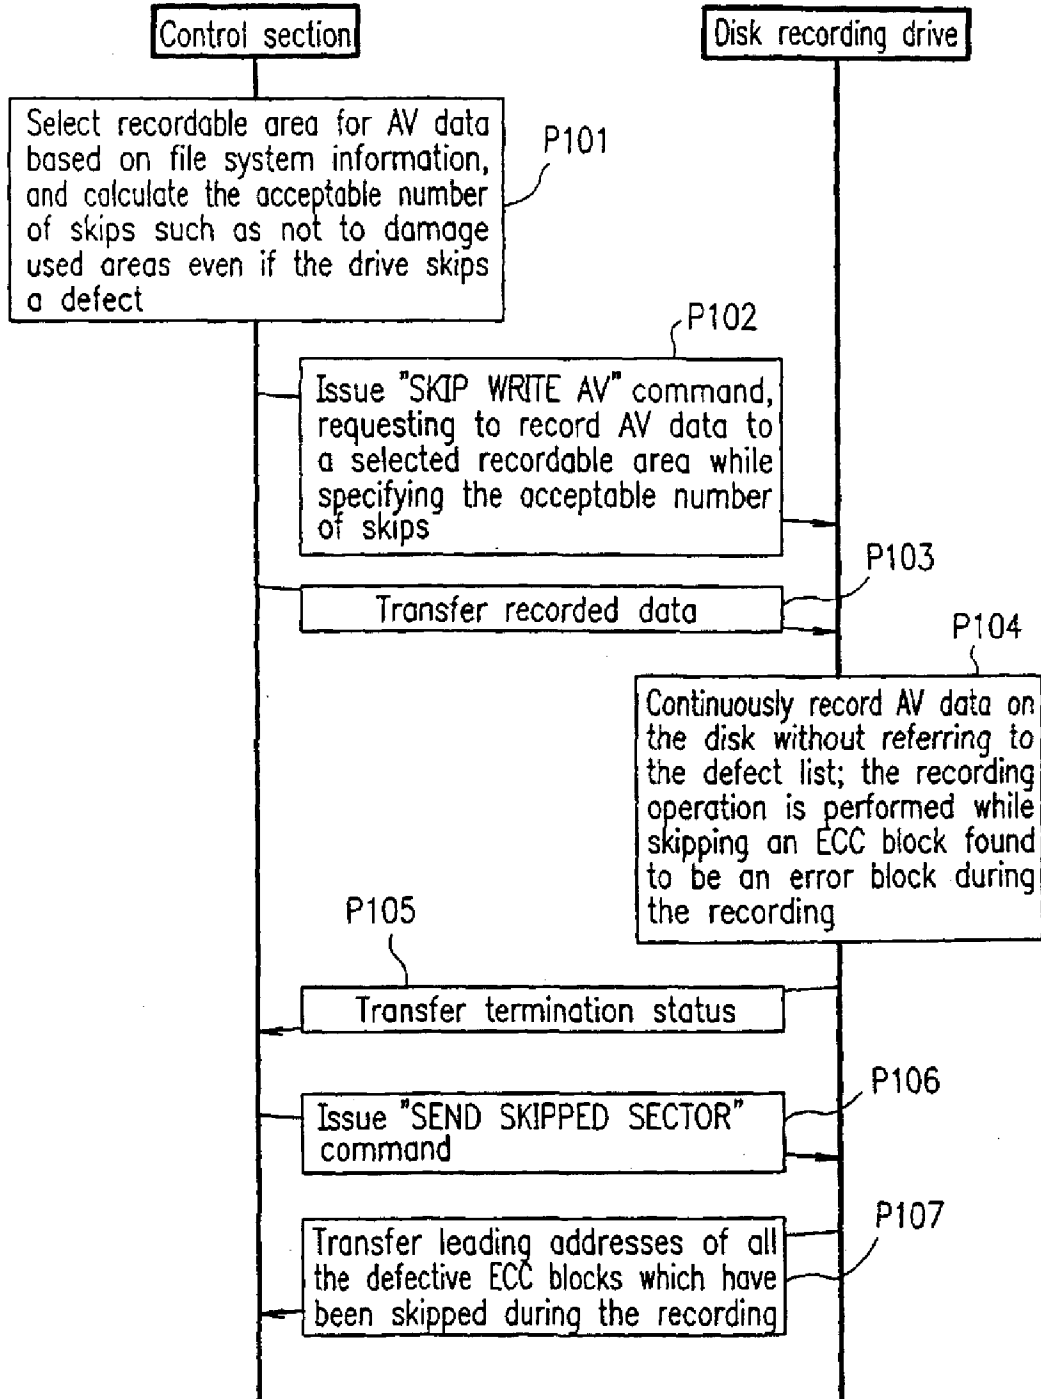 Control section
Disk recording drive
Select recordable area for AV data
based on file system information,
and calculate the acceptable number
of skips such as not to damage
used areas even if the drive skips
a defect
P101
P102
Issue "SKIP WRITE AV" command,
requesting to record AV data to
a selected recordable area while
specifying the acceptable number
of skips
P103
Transfer recorded data
P104
Continuously record AV data on
the disk without referring to
the defect list; the recording
operation is performed while
skipping an ECC block found
to be an error block during
the recording
P105
Transfer termination status
P106
Issue "SEND SKIPPED SECTOR"
command
P107
Transfer leading addresses of all
the defective ECC blocks which have
been skipped during the recording